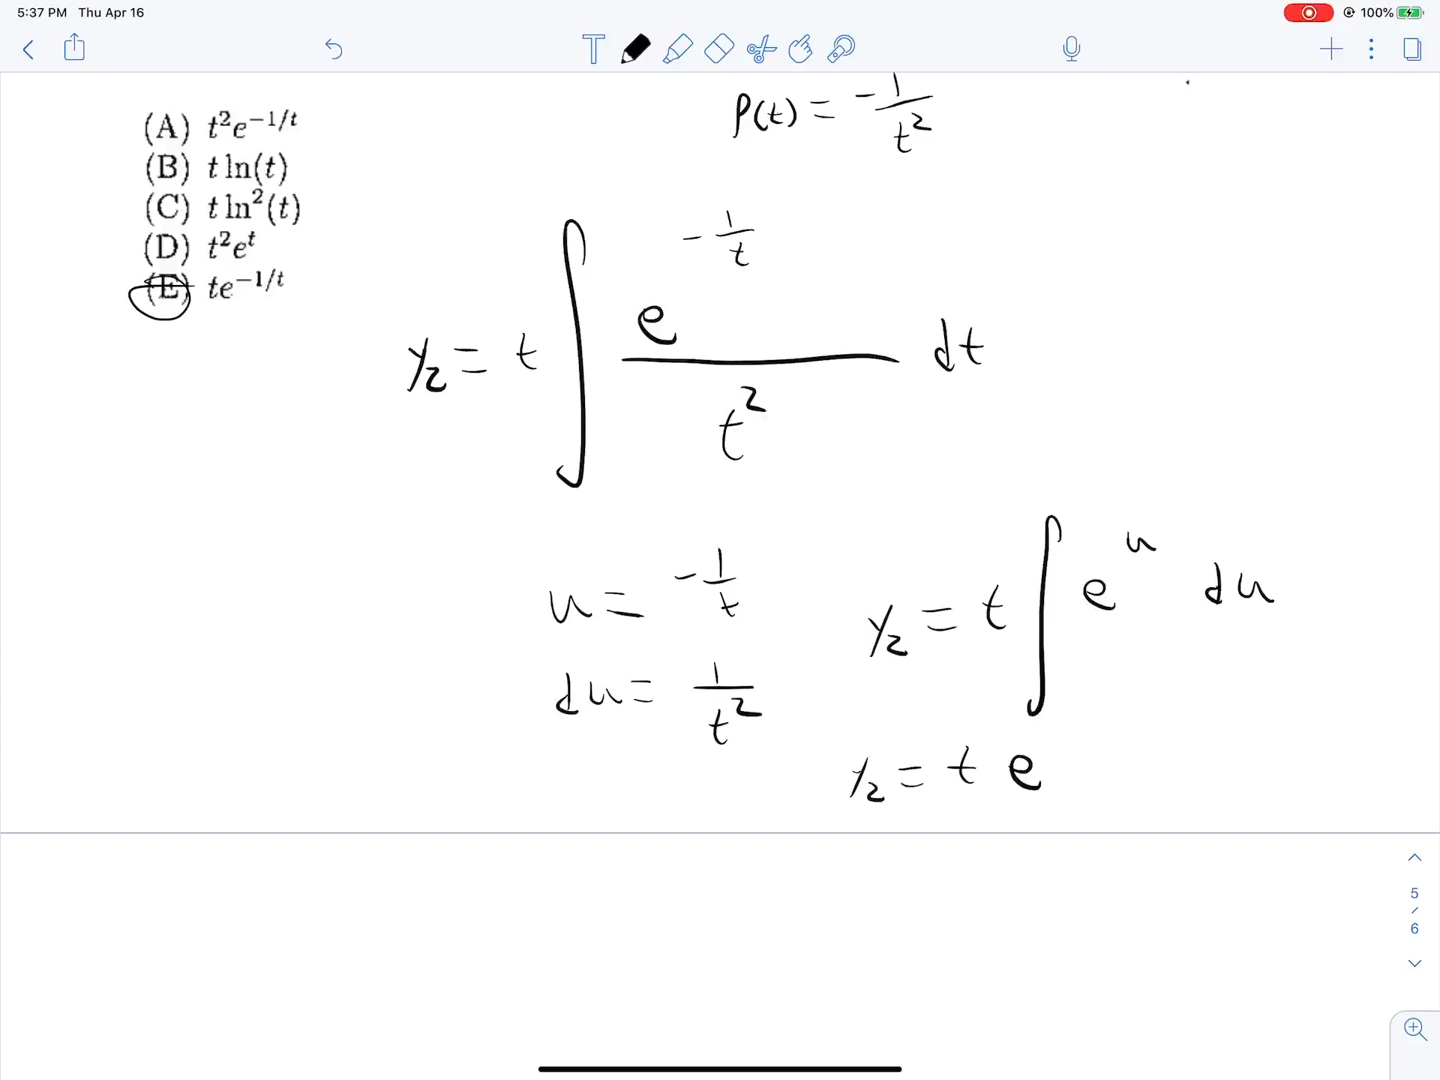 5:37 PM Thu Apr 16
100%
T
p(t) = -1/t²
(A) t²e^{-1/t}
(B) t ln(t)
(C) t ln²(t)
(D) t²e^t
(E) te^{-1/t}
y₂ = t ∫ e^{-1/t}/t² dt
u = -1/t
du = 1/t²
y₂ = t ∫ e^u du
y₂ = t e
5
/
6